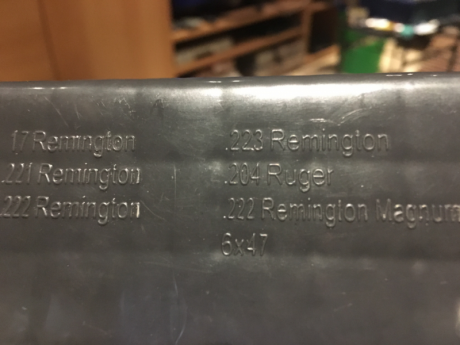 17 Remington
.221 Remington
.222 Remington
.223 Remington
.204 Ruger
.222 Remington Magnum
6x47